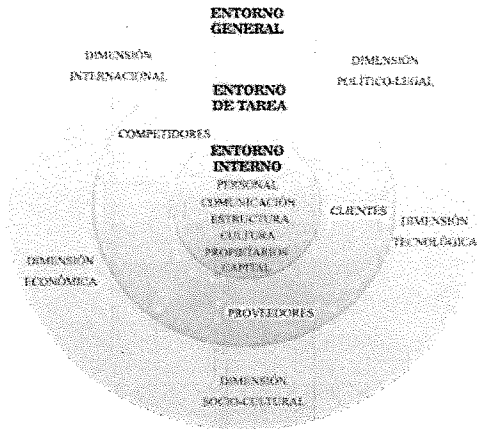 ENTORNO
GENERAL
DIMENSIÓN
INTERNACIONAL
DIMENSIÓN
POLÍTICO-LEGAL
ENTORNO
DE TAREA
COMPETIDORES
ENTORNO
INTERNO
PERSONAL
COMUNICACIÓN
ESTRUCTURA
CULTURA
PROPIETARIOS
CAPITAL
CLIENTES
DIMENSIÓN
TECNOLÓGICA
DIMENSIÓN
ECONÓMICA
PROVEEDORES
DIMENSIÓN
SOCIO-CULTURAL